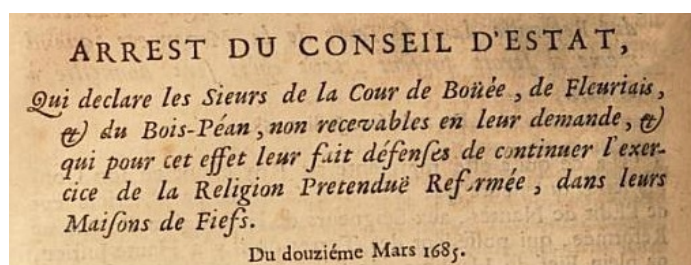 ARREST DU CONSEIL D'ESTAT,
Qui declare les Sieurs de la Cour de Boüée, de Fleuriais,
& du Bois-Péan, non recevables en leur demande, &
qui pour cet effet leur fait défenſes de continuer l'exer-
cice de la Religion Pretenduë Reformée, dans leurs
Maiſons de Fiefs.
Du douziéme Mars 1685.